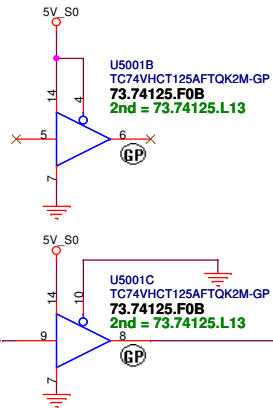 5V_S0
U5001B
TC74VHCT125AFTQK2M-GP
73.74125.F0B
2nd = 73.74125.L13
14
4
5
6
GP
7
5V_S0
U5001C
TC74VHCT125AFTQK2M-GP
73.74125.F0B
2nd = 73.74125.L13
14
10
9
8
GP
7